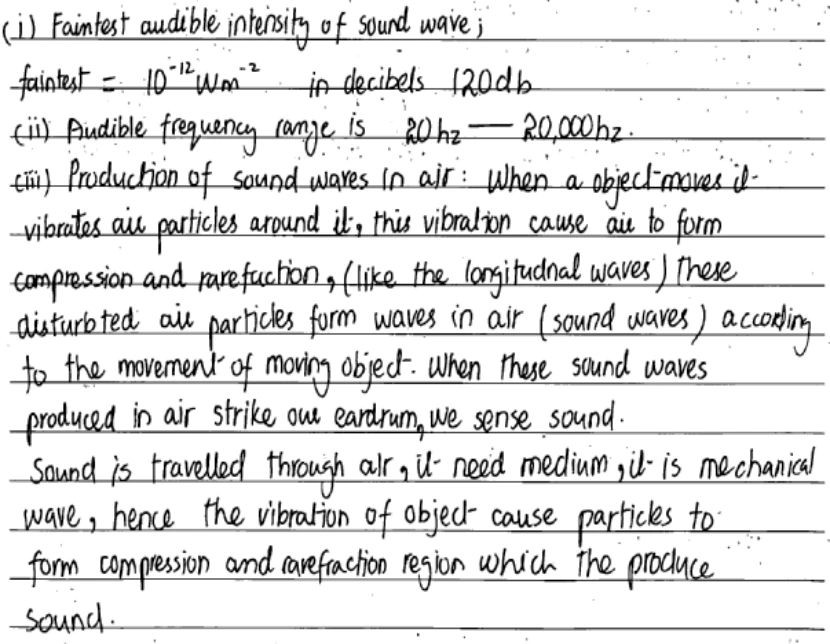 (i) Faintest audible intensity of sound wave;
faintest = 10⁻¹² Wm⁻² in decibels 120db
(ii) Audible frequency range is 20hz — 20,000hz.
(iii) Production of sound waves in air: When a object moves it
vibrates air particles around it, this vibration cause air to form
compression and rarefuction, (like the longitudnal waves) These
disturbted air particles form waves in air (sound waves) according
to the movement of moving object. When these sound waves
produced in air strike our eardrum, we sense sound.
Sound is travelled through air, it need medium, it is mechanical
wave, hence the vibration of object cause particles to
form compression and rarefraction region which the produce
sound.